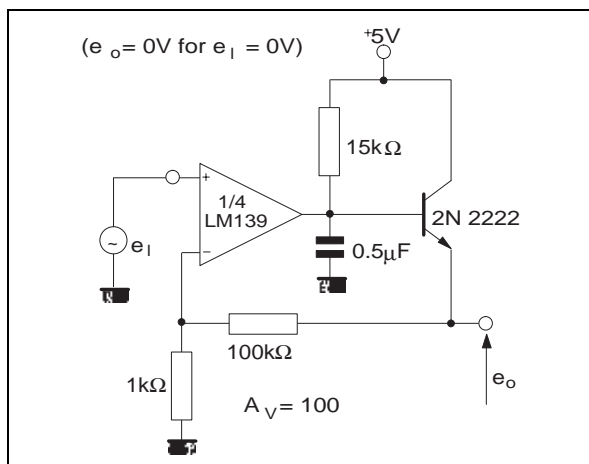 (e o = 0V for e I = 0V)
+5V
15kΩ
+
1/4
LM139
−
2N 2222
~
e I
0.5μF
100kΩ
1kΩ
A V = 100
e o